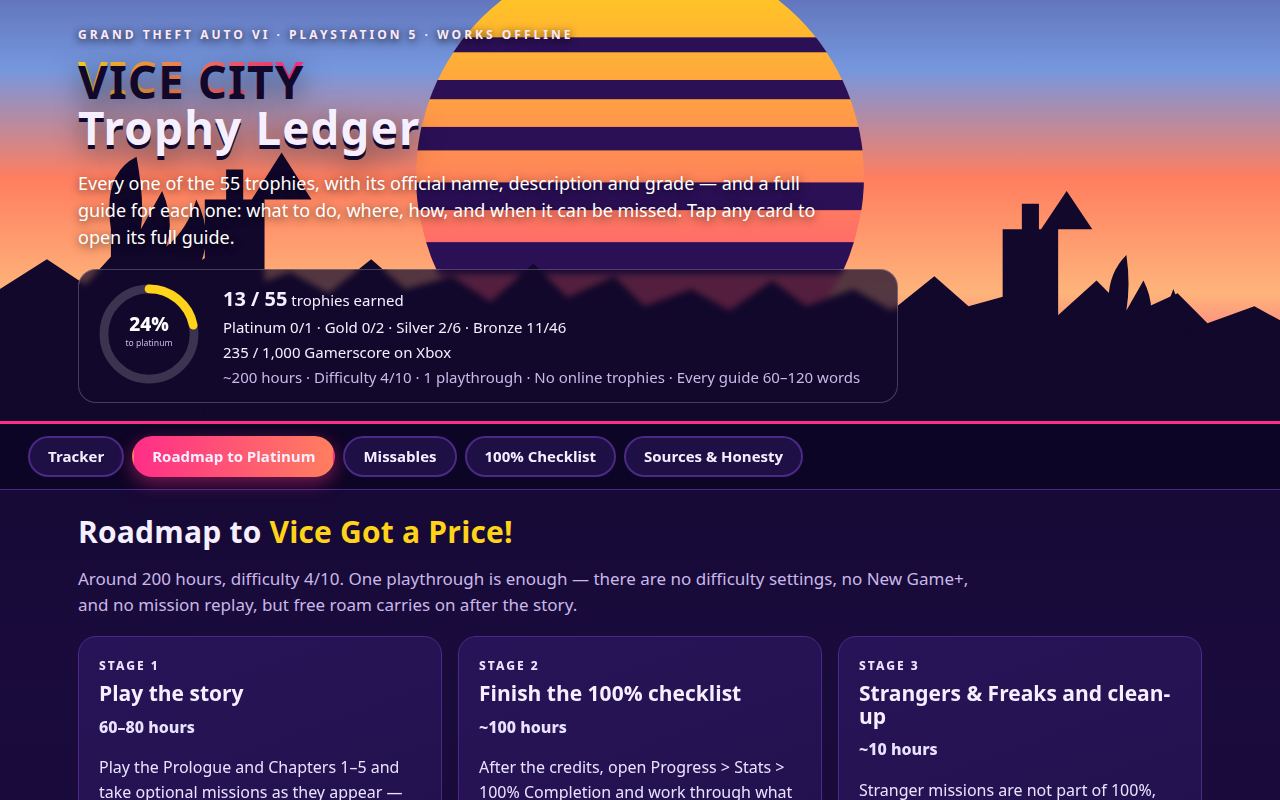 GRAND THEFT AUTO VI · PLAYSTATION 5 · WORKS OFFLINE
VICE CITY
Trophy Ledger
Every one of the 55 trophies, with its official name, description and grade — and a full
guide for each one: what to do, where, how, and when it can be missed. Tap any card to
open its full guide.
24%
to platinum
13 / 55 trophies earned
Platinum 0/1 · Gold 0/2 · Silver 2/6 · Bronze 11/46
235 / 1,000 Gamerscore on Xbox
~200 hours · Difficulty 4/10 · 1 playthrough · No online trophies · Every guide 60–120 words
Tracker
Roadmap to Platinum
Missables
100% Checklist
Sources & Honesty
Roadmap to Vice Got a Price!
Around 200 hours, difficulty 4/10. One playthrough is enough — there are no difficulty settings, no New Game+,
and no mission replay, but free roam carries on after the story.
STAGE 1
Play the story
60–80 hours
Play the Prologue and Chapters 1–5 and
take optional missions as they appear —
STAGE 2
Finish the 100% checklist
~100 hours
After the credits, open Progress > Stats >
100% Completion and work through what
STAGE 3
Strangers & Freaks and clean-
up
~10 hours
Stranger missions are not part of 100%,